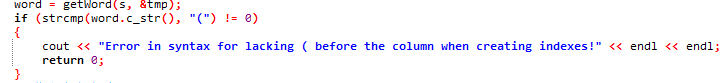 word = getWord(s, &tmp);
if (strcmp(word.c_str(), "(") != 0)
{
cout << "Error in syntax for lacking ( before the column when creating indexes!" << endl << endl;
return 0;
}